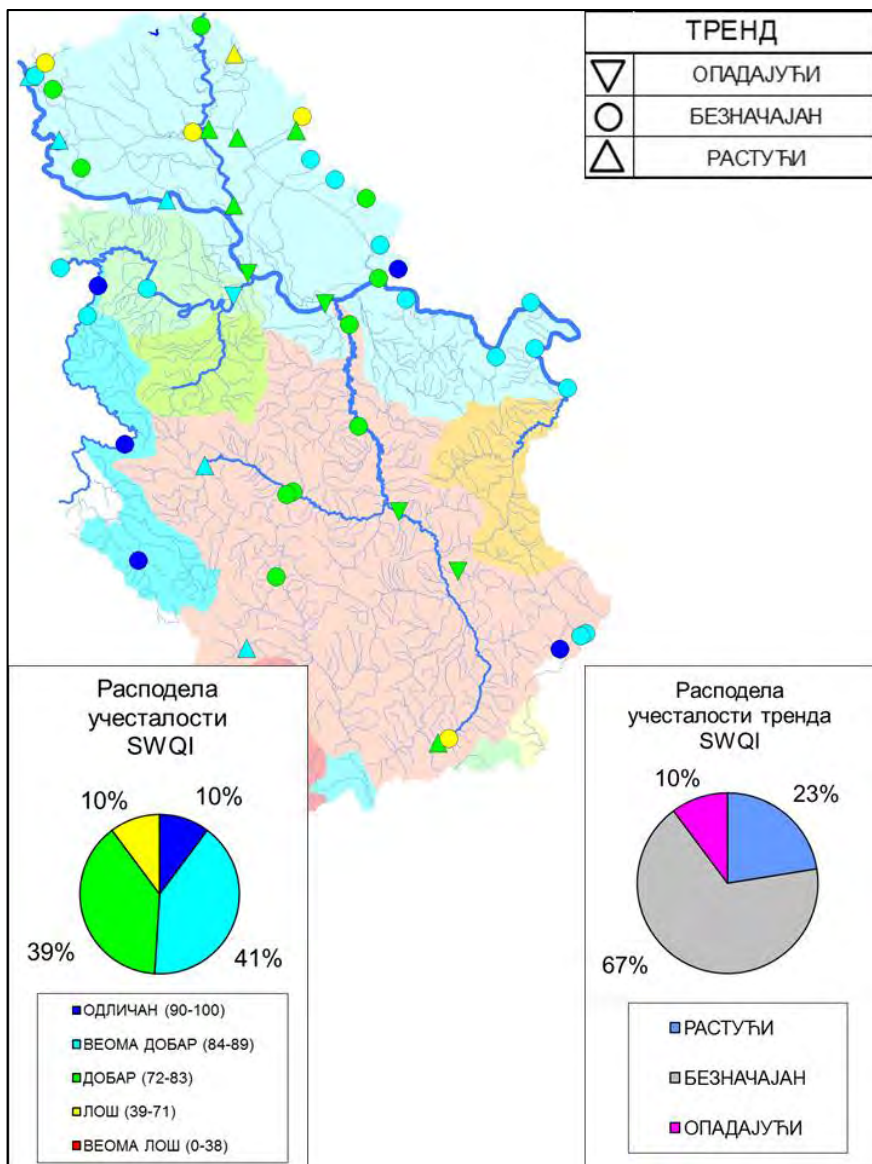 ТРЕНД
ОПАДАЈУЋИ
БЕЗНАЧАЈАН
РАСТУЋИ
Расподела
учесталости
SWQI
10%
10%
39%
41%
ОДЛИЧАН (90-100)
ВЕОМА ДОБАР (84-89)
ДОБАР (72-83)
ЛОШ (39-71)
ВЕОМА ЛОШ (0-38)
Расподела
учесталости тренда
SWQI
10%
23%
67%
РАСТУЋИ
БЕЗНАЧАЈАН
ОПАДАЈУЋИ